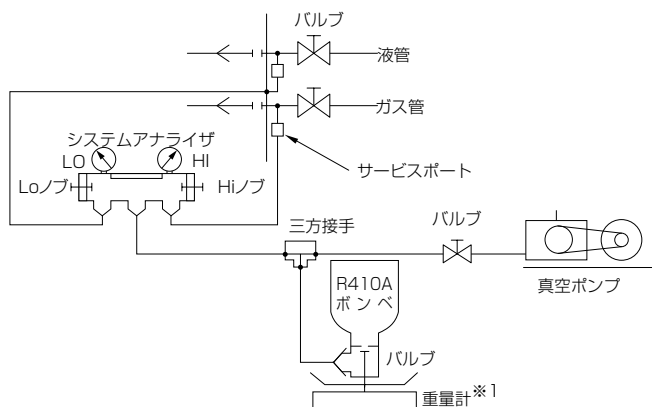 バルブ
液管
ガス管
システムアナライザ
LO
HI
サービスポート
Loノブ
Hiノブ
三方接手
バルブ
R410A
ボンベ
真空ポンプ
バルブ
重量計※1